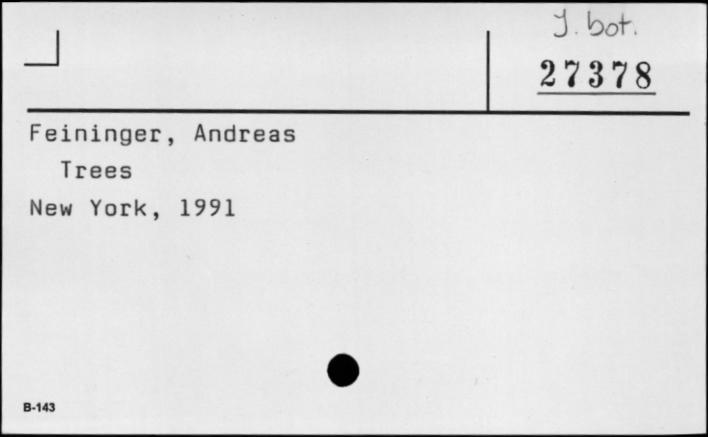 J. bot.
27378
Feininger, Andreas
Trees
New York, 1991
B-143